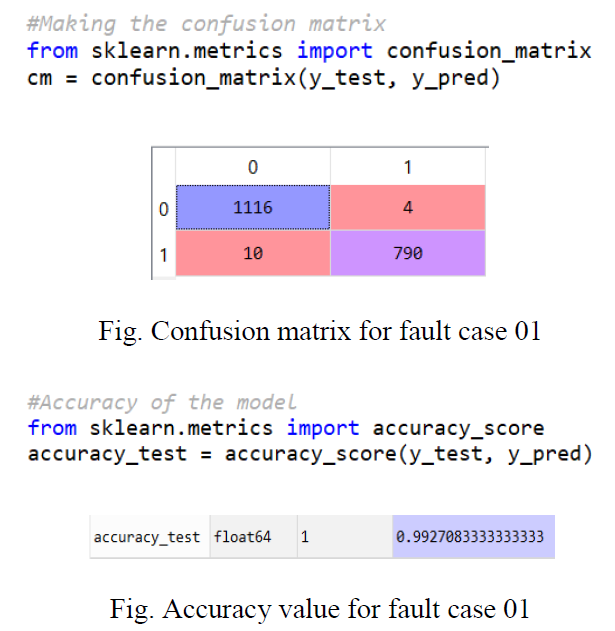 #Making the confusion matrix
from sklearn.metrics import confusion_matrix
cm = confusion_matrix(y_test, y_pred)
0 1
0 1116 4
1 10 790
Fig. Confusion matrix for fault case 01
#Accuracy of the model
from sklearn.metrics import accuracy_score
accuracy_test = accuracy_score(y_test, y_pred)
accuracy_test float64 1 0.9927083333333333
Fig. Accuracy value for fault case 01